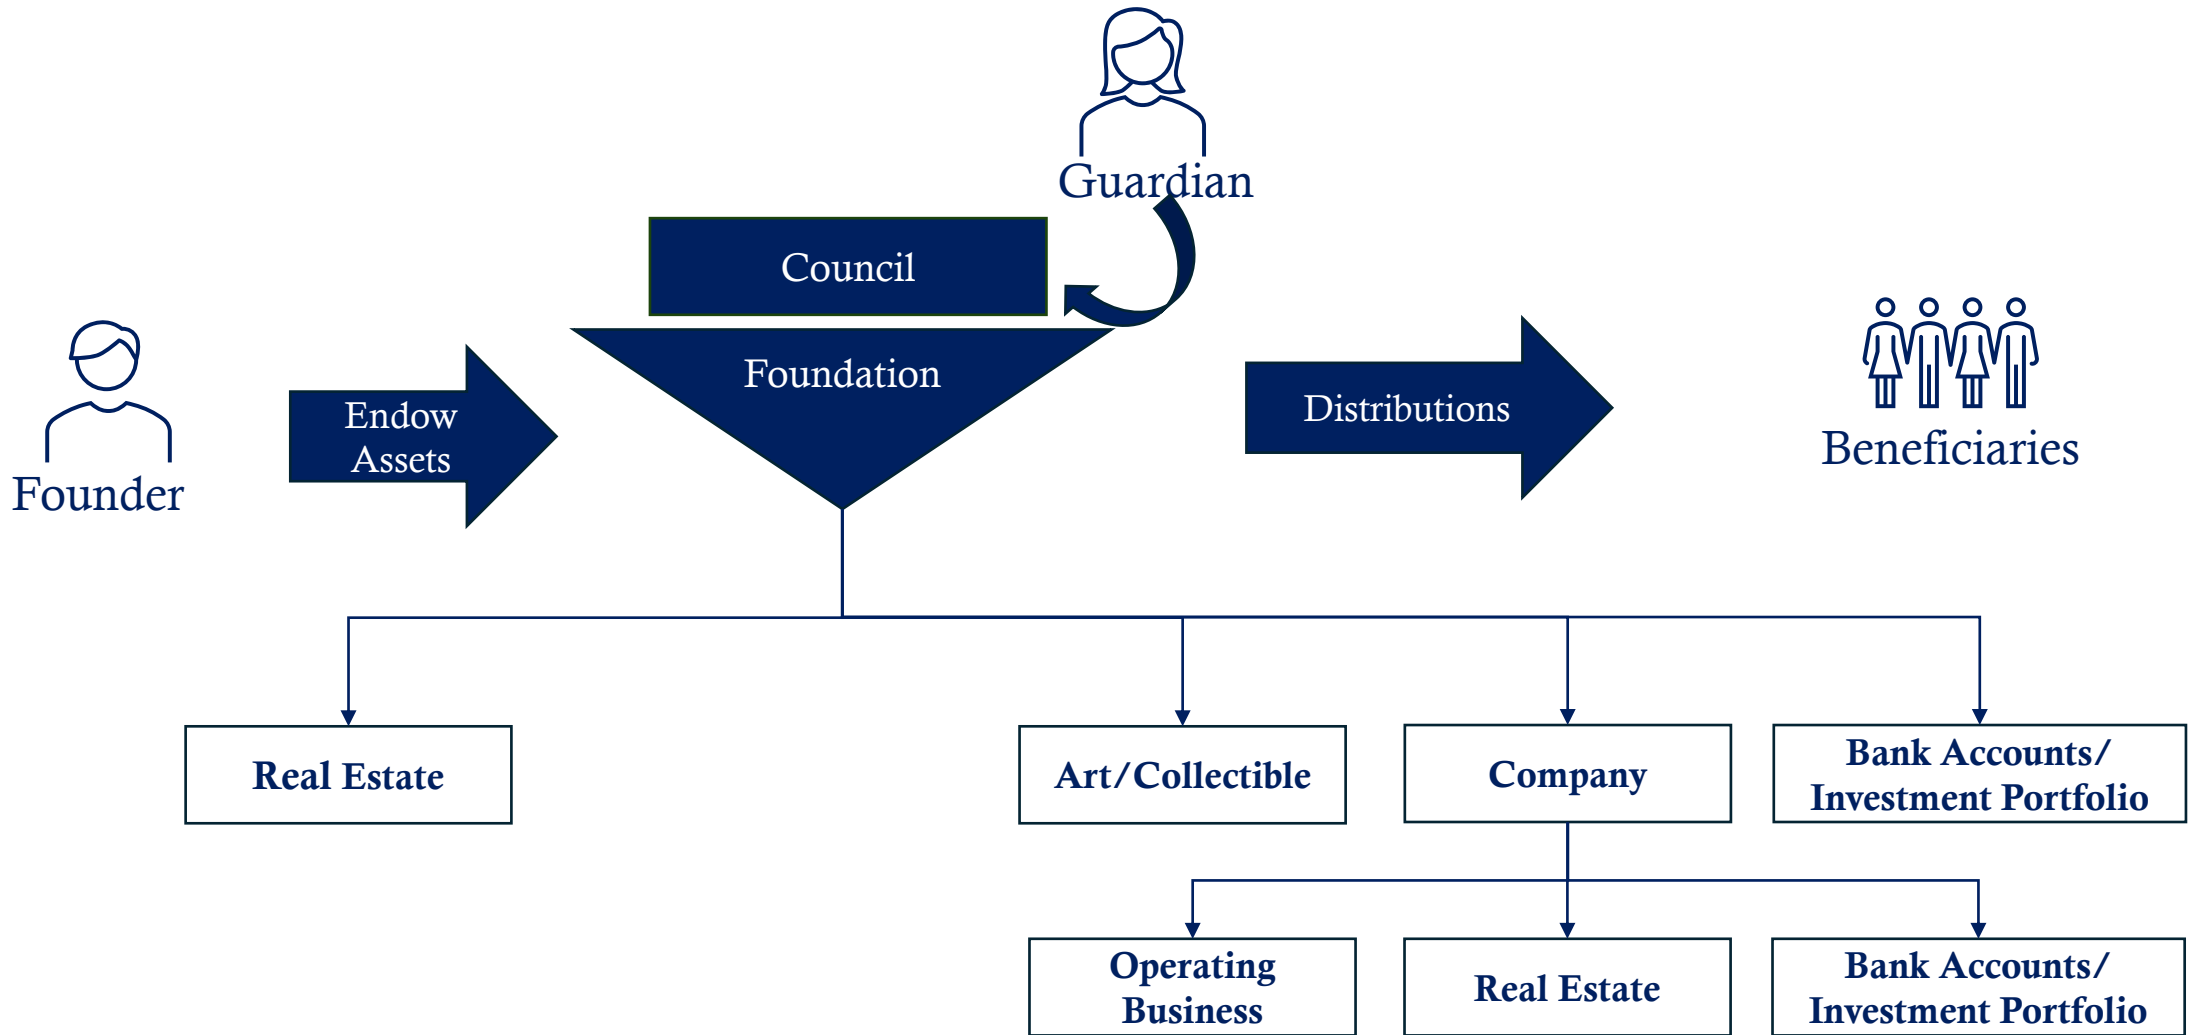 Guardian
Council
Foundation
Endow
Assets
Distributions
Founder
Beneficiaries
Real Estate
Art/Collectible
Company
Bank Accounts/
Investment Portfolio
Operating
Business
Real Estate
Bank Accounts/
Investment Portfolio